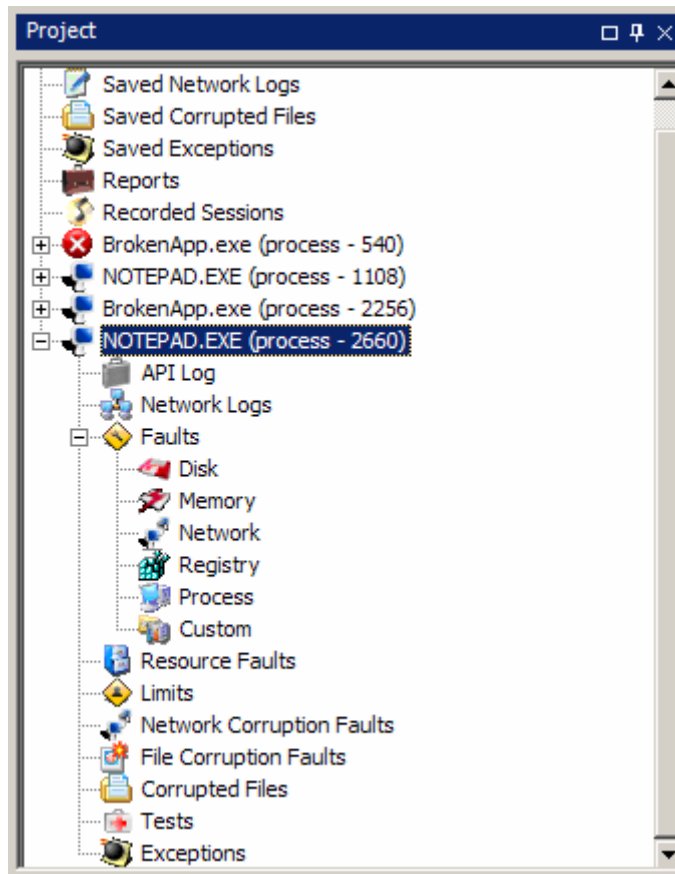 Project
Saved Network Logs
Saved Corrupted Files
Saved Exceptions
Reports
Recorded Sessions
BrokenApp.exe (process - 540)
NOTEPAD.EXE (process - 1108)
BrokenApp.exe (process - 2256)
NOTEPAD.EXE (process - 2660)
API Log
Network Logs
Faults
Disk
Memory
Network
Registry
Process
Custom
Resource Faults
Limits
Network Corruption Faults
File Corruption Faults
Corrupted Files
Tests
Exceptions